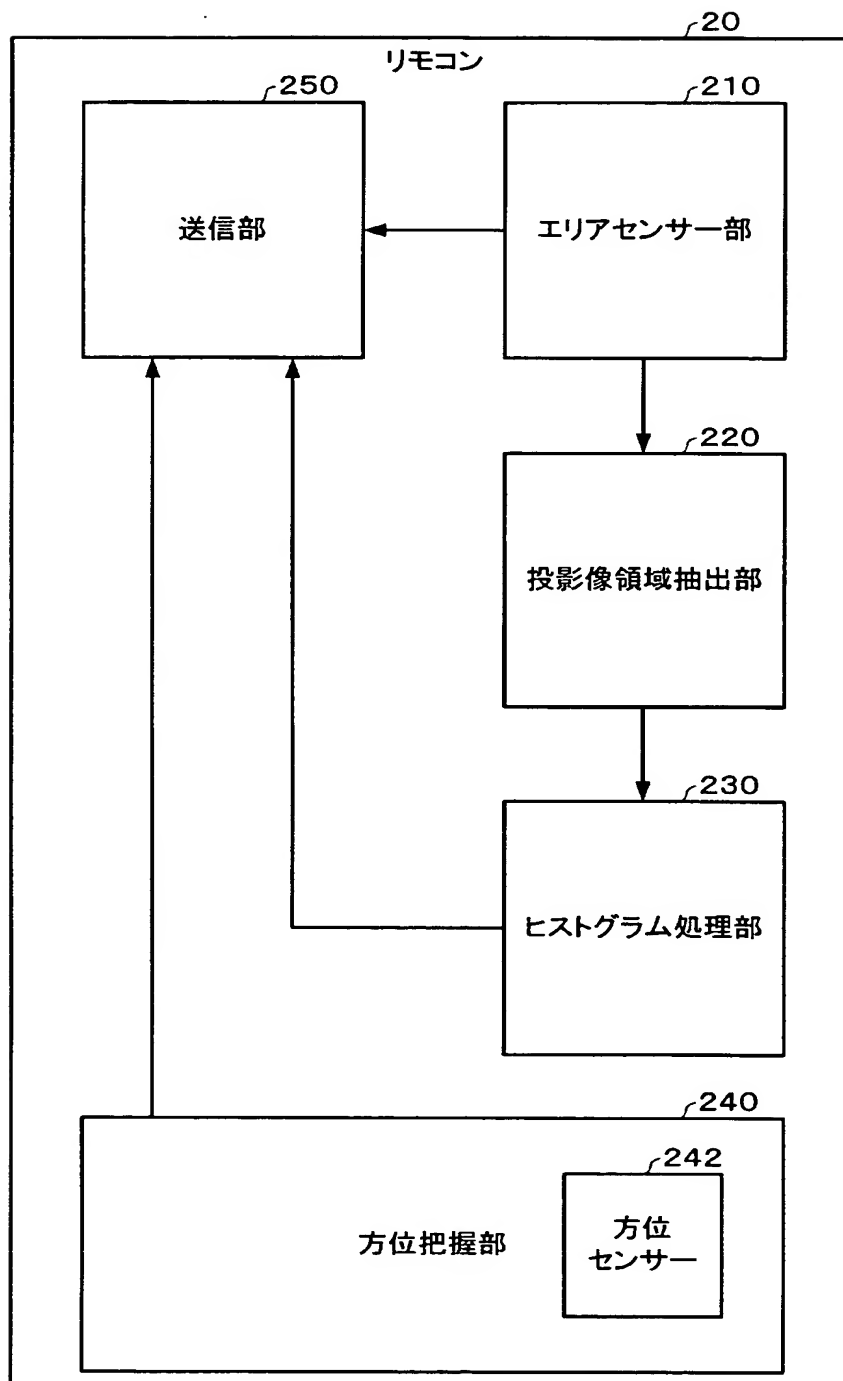 20
リモコン
250
210
送信部
エリアセンサー部
220
投影像領域抽出部
230
ヒストグラム処理部
240
242
方位把握部
方位
センサー